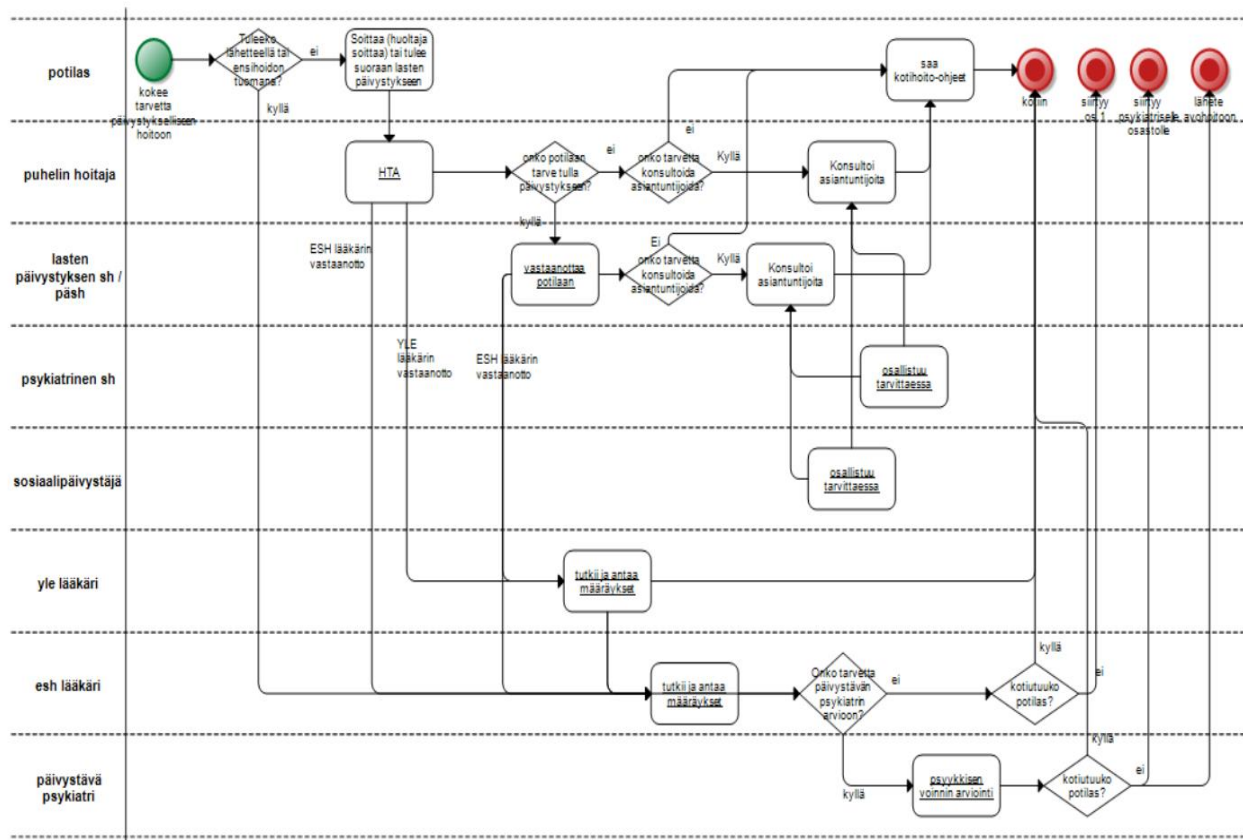 potilas
kokee
tarvetta
päivystykselliseen
hoitoon
Tuleeko
lähetteellä tai
ensihoidon
tuomana?
ei
kyllä
Soittaa (huoltaja
soittaa) tai tulee
suoraan lasten
päivystykseen
saa
kotihoito-ohjeet
kotiin
siirtyy
os 1
siirtyy
psykiatriselle
osastolle
lähete
avohoitoon
puhelin hoitaja
HTA
onko potilaan
tarve tulla
päivystykseen?
ei
kyllä
onko tarvetta
konsultoida
asiantuntijoida?
ei
Kyllä
Konsultoi
asiantuntijoita
lasten
päivystyksen sh /
päsh
ESH lääkärin
vastaanotto
vastaanottaa
potilaan
Ei
onko tarvetta
konsultoida
asiantuntijoida?
Kyllä
Konsultoi
asiantuntijoita
psykiatrinen sh
YLE
lääkärin
vastaanotto
ESH lääkärin
vastaanotto
osallistuu
tarvittaessa
sosiaalipäivystäjä
osallistuu
tarvittaessa
yle lääkäri
tutkii ja antaa
määräykset
esh lääkäri
tutkii ja antaa
määräykset
Onko tarvetta
päivystävän
psykiatrin
arvioon?
ei
kyllä
kotiutuuko
potilas?
kyllä
ei
päivystävä
psykiatri
psyykkisen
voinnin arviointi
kotiutuuko
potilas?
kyllä
ei